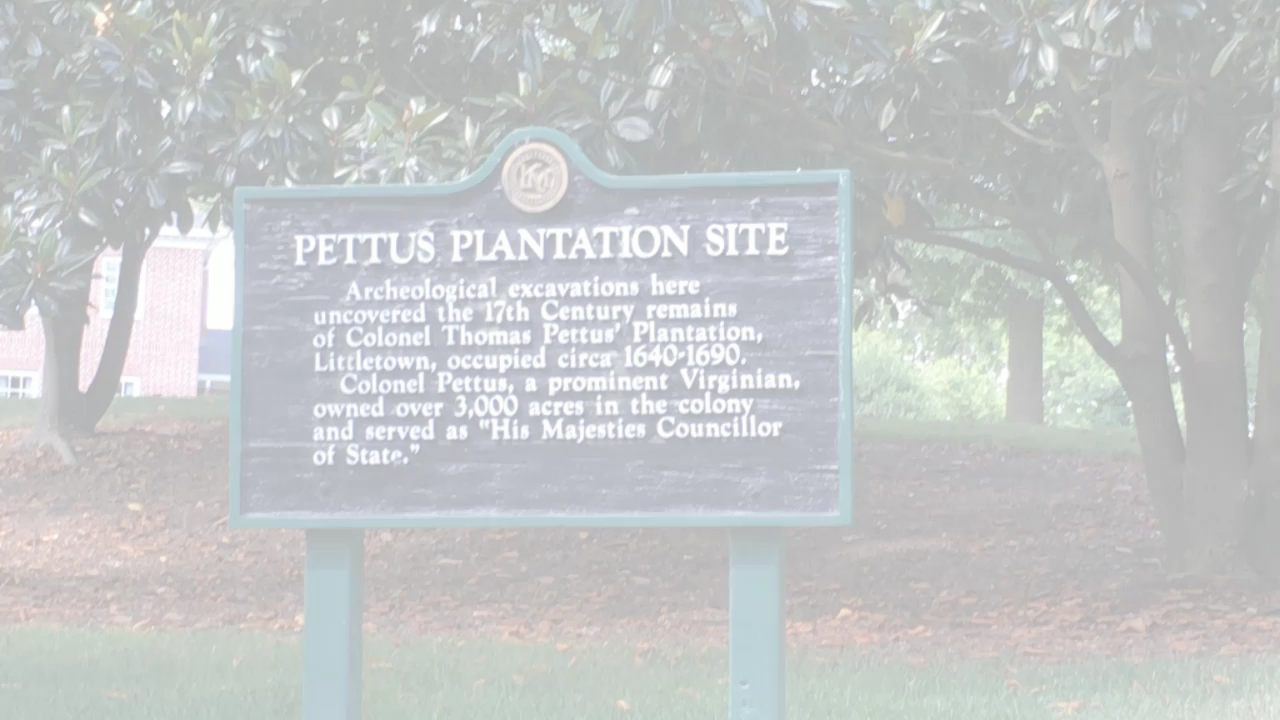 PETTUS PLANTATION SITE
Archeological excavations here
uncovered the 17th Century remains
of Colonel Thomas Pettus' Plantation,
Littletown, occupied circa 1640-1690.
Colonel Pettus, a prominent Virginian,
owned over 3,000 acres in the colony
and served as "His Majesties Councillor
of State."